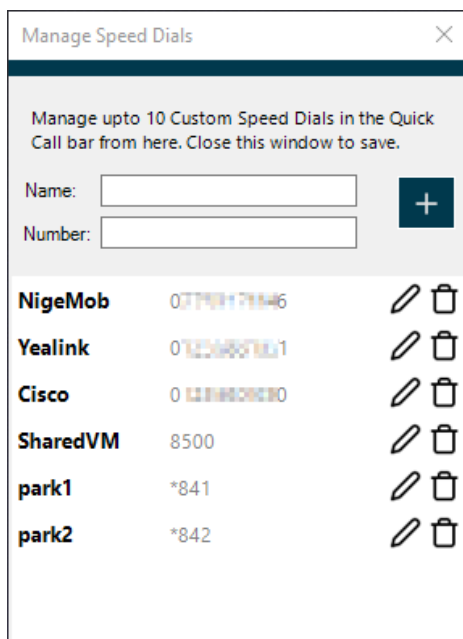 Manage Speed Dials
Manage upto 10 Custom Speed Dials in the Quick
Call bar from here. Close this window to save.
Name:
Number:
NigeMob
Yealink
Cisco
SharedVM 8500
park1 *841
park2 *842